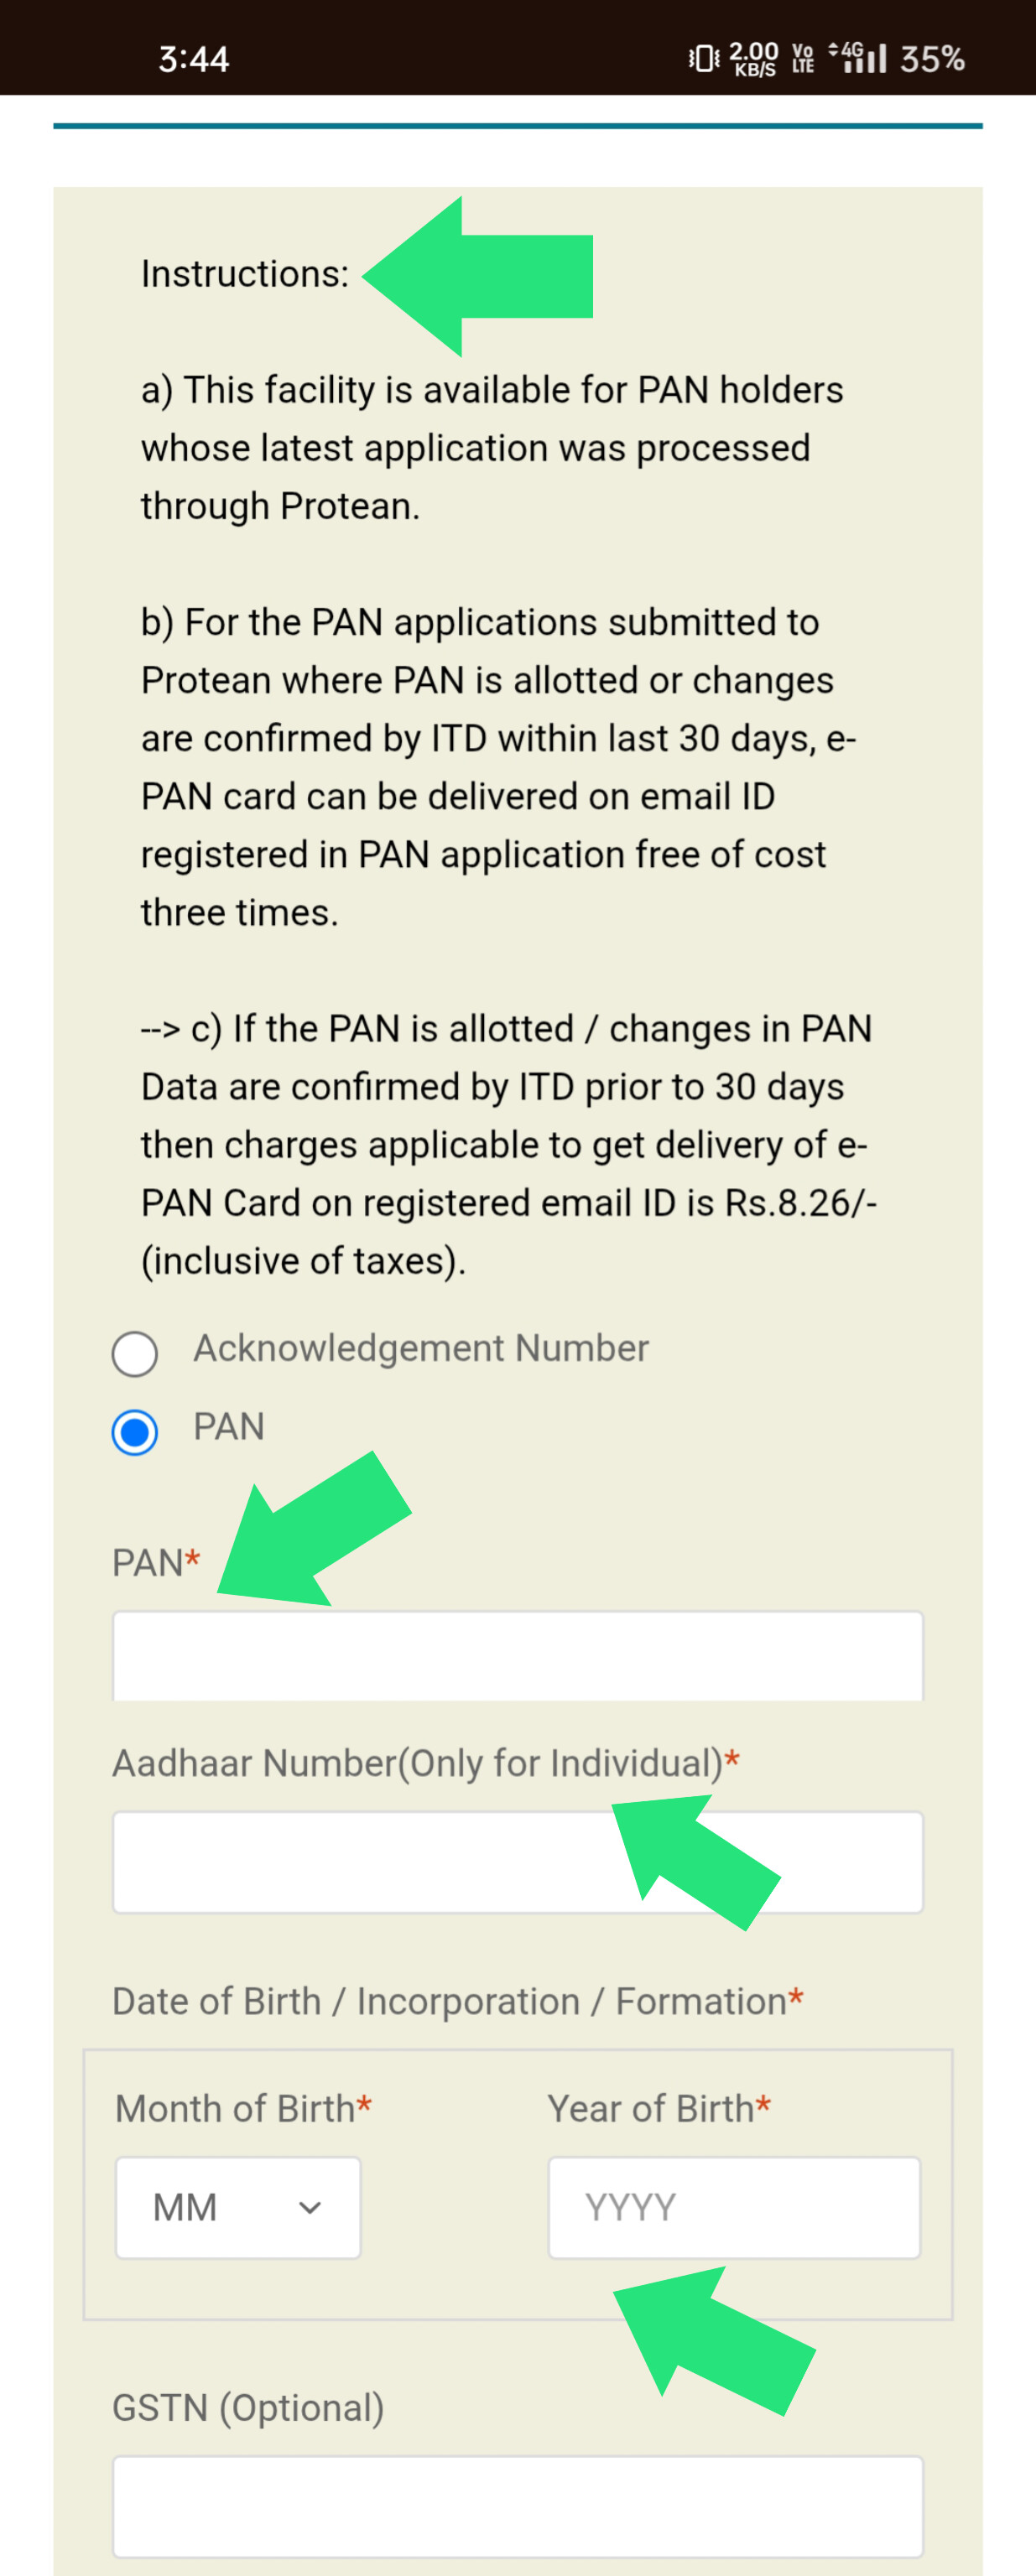 3:44
2.00 KB/S Vo LTE 4G 35%
Instructions:
a) This facility is available for PAN holders
whose latest application was processed
through Protean.
b) For the PAN applications submitted to
Protean where PAN is allotted or changes
are confirmed by ITD within last 30 days, e-
PAN card can be delivered on email ID
registered in PAN application free of cost
three times.
--> c) If the PAN is allotted / changes in PAN
Data are confirmed by ITD prior to 30 days
then charges applicable to get delivery of e-
PAN Card on registered email ID is Rs.8.26/-
(inclusive of taxes).
Acknowledgement Number
PAN
PAN*
Aadhaar Number(Only for Individual)*
Date of Birth / Incorporation / Formation*
Month of Birth* Year of Birth*
MM YYYY
GSTN (Optional)